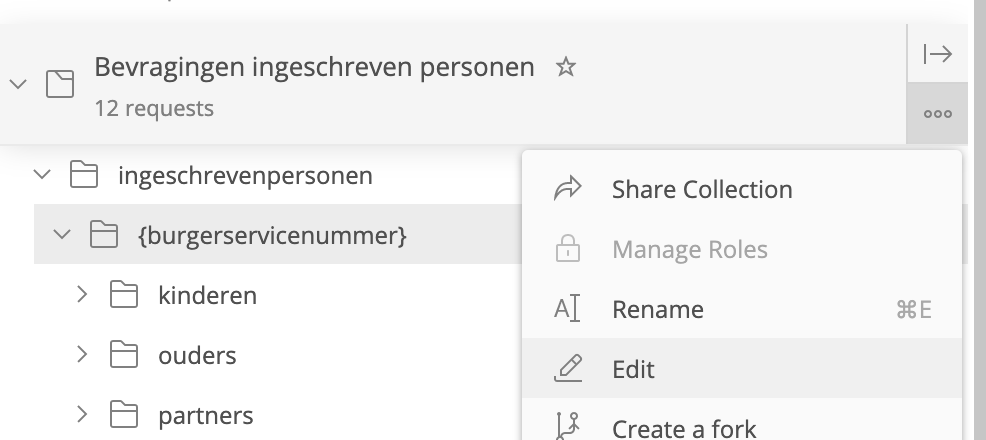 Bevragingen ingeschreven personen
12 requests
ingeschrevenpersonen
Share Collection
{burgerservicenummer}
Manage Roles
kinderen
Rename ⌘E
ouders
Edit
partners
Create a fork